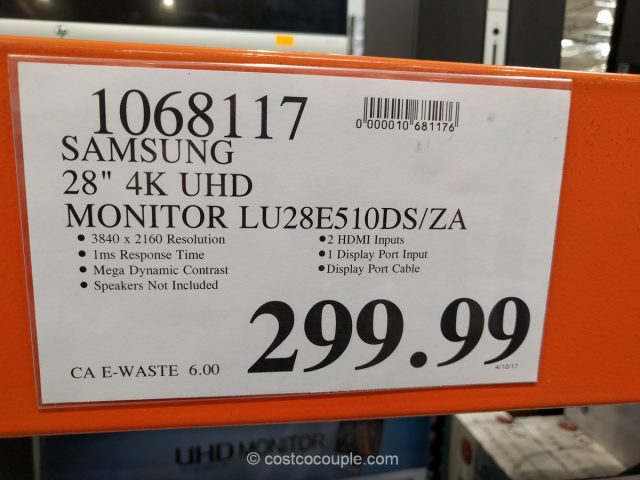 hp
1068117
0 000010 681176
SAMSUNG
28" 4K UHD
MONITOR LU28E510DS/ZA
• 3840 x 2160 Resolution
• 1ms Response Time
• Mega Dynamic Contrast
• Speakers Not Included
• 2 HDMI Inputs
• 1 Display Port Input
• Display Port Cable
CA E-WASTE 6.00
299.99
4/10/17
UHD MONITOR
© costcocouple.com